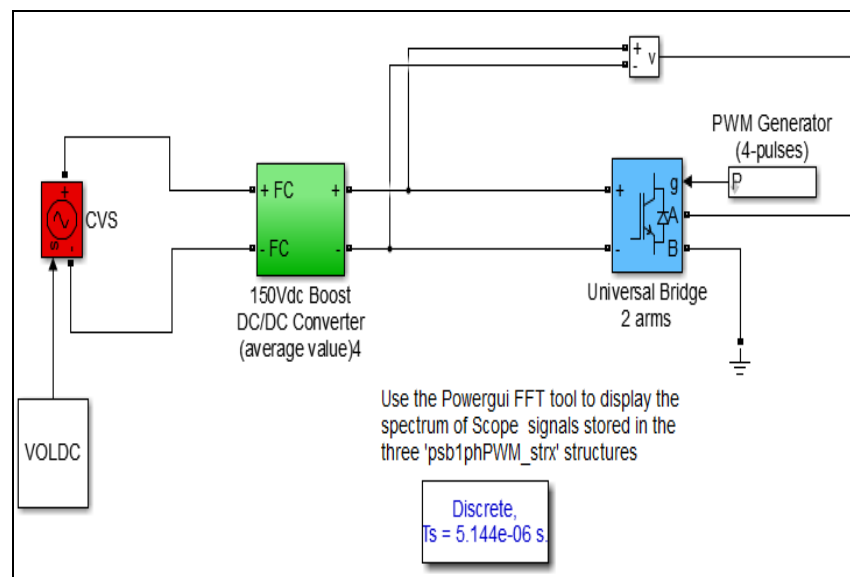 +
-
v
PWM Generator
(4-pulses)
P
g
+
A
-
B
Universal Bridge
2 arms
+ FC +
- FC -
150Vdc Boost
DC/DC Converter
(average value)4
+
s
-
CVS
VOLDC
Use the Powergui FFT tool to display the
spectrum of Scope signals stored in the
three 'psb1phPWM_strx' structures
Discrete,
Ts = 5.144e-06 s.